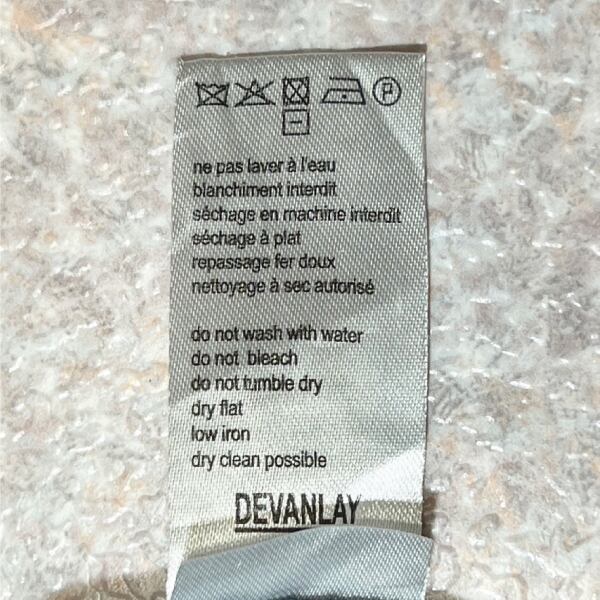 P
ne pas laver à l'eau
blanchiment interdit
séchage en machine interdit
séchage à plat
repassage fer doux
nettoyage à sec autorisé
do not wash with water
do not bleach
do not tumble dry
dry flat
low iron
dry clean possible
DEVANLAY